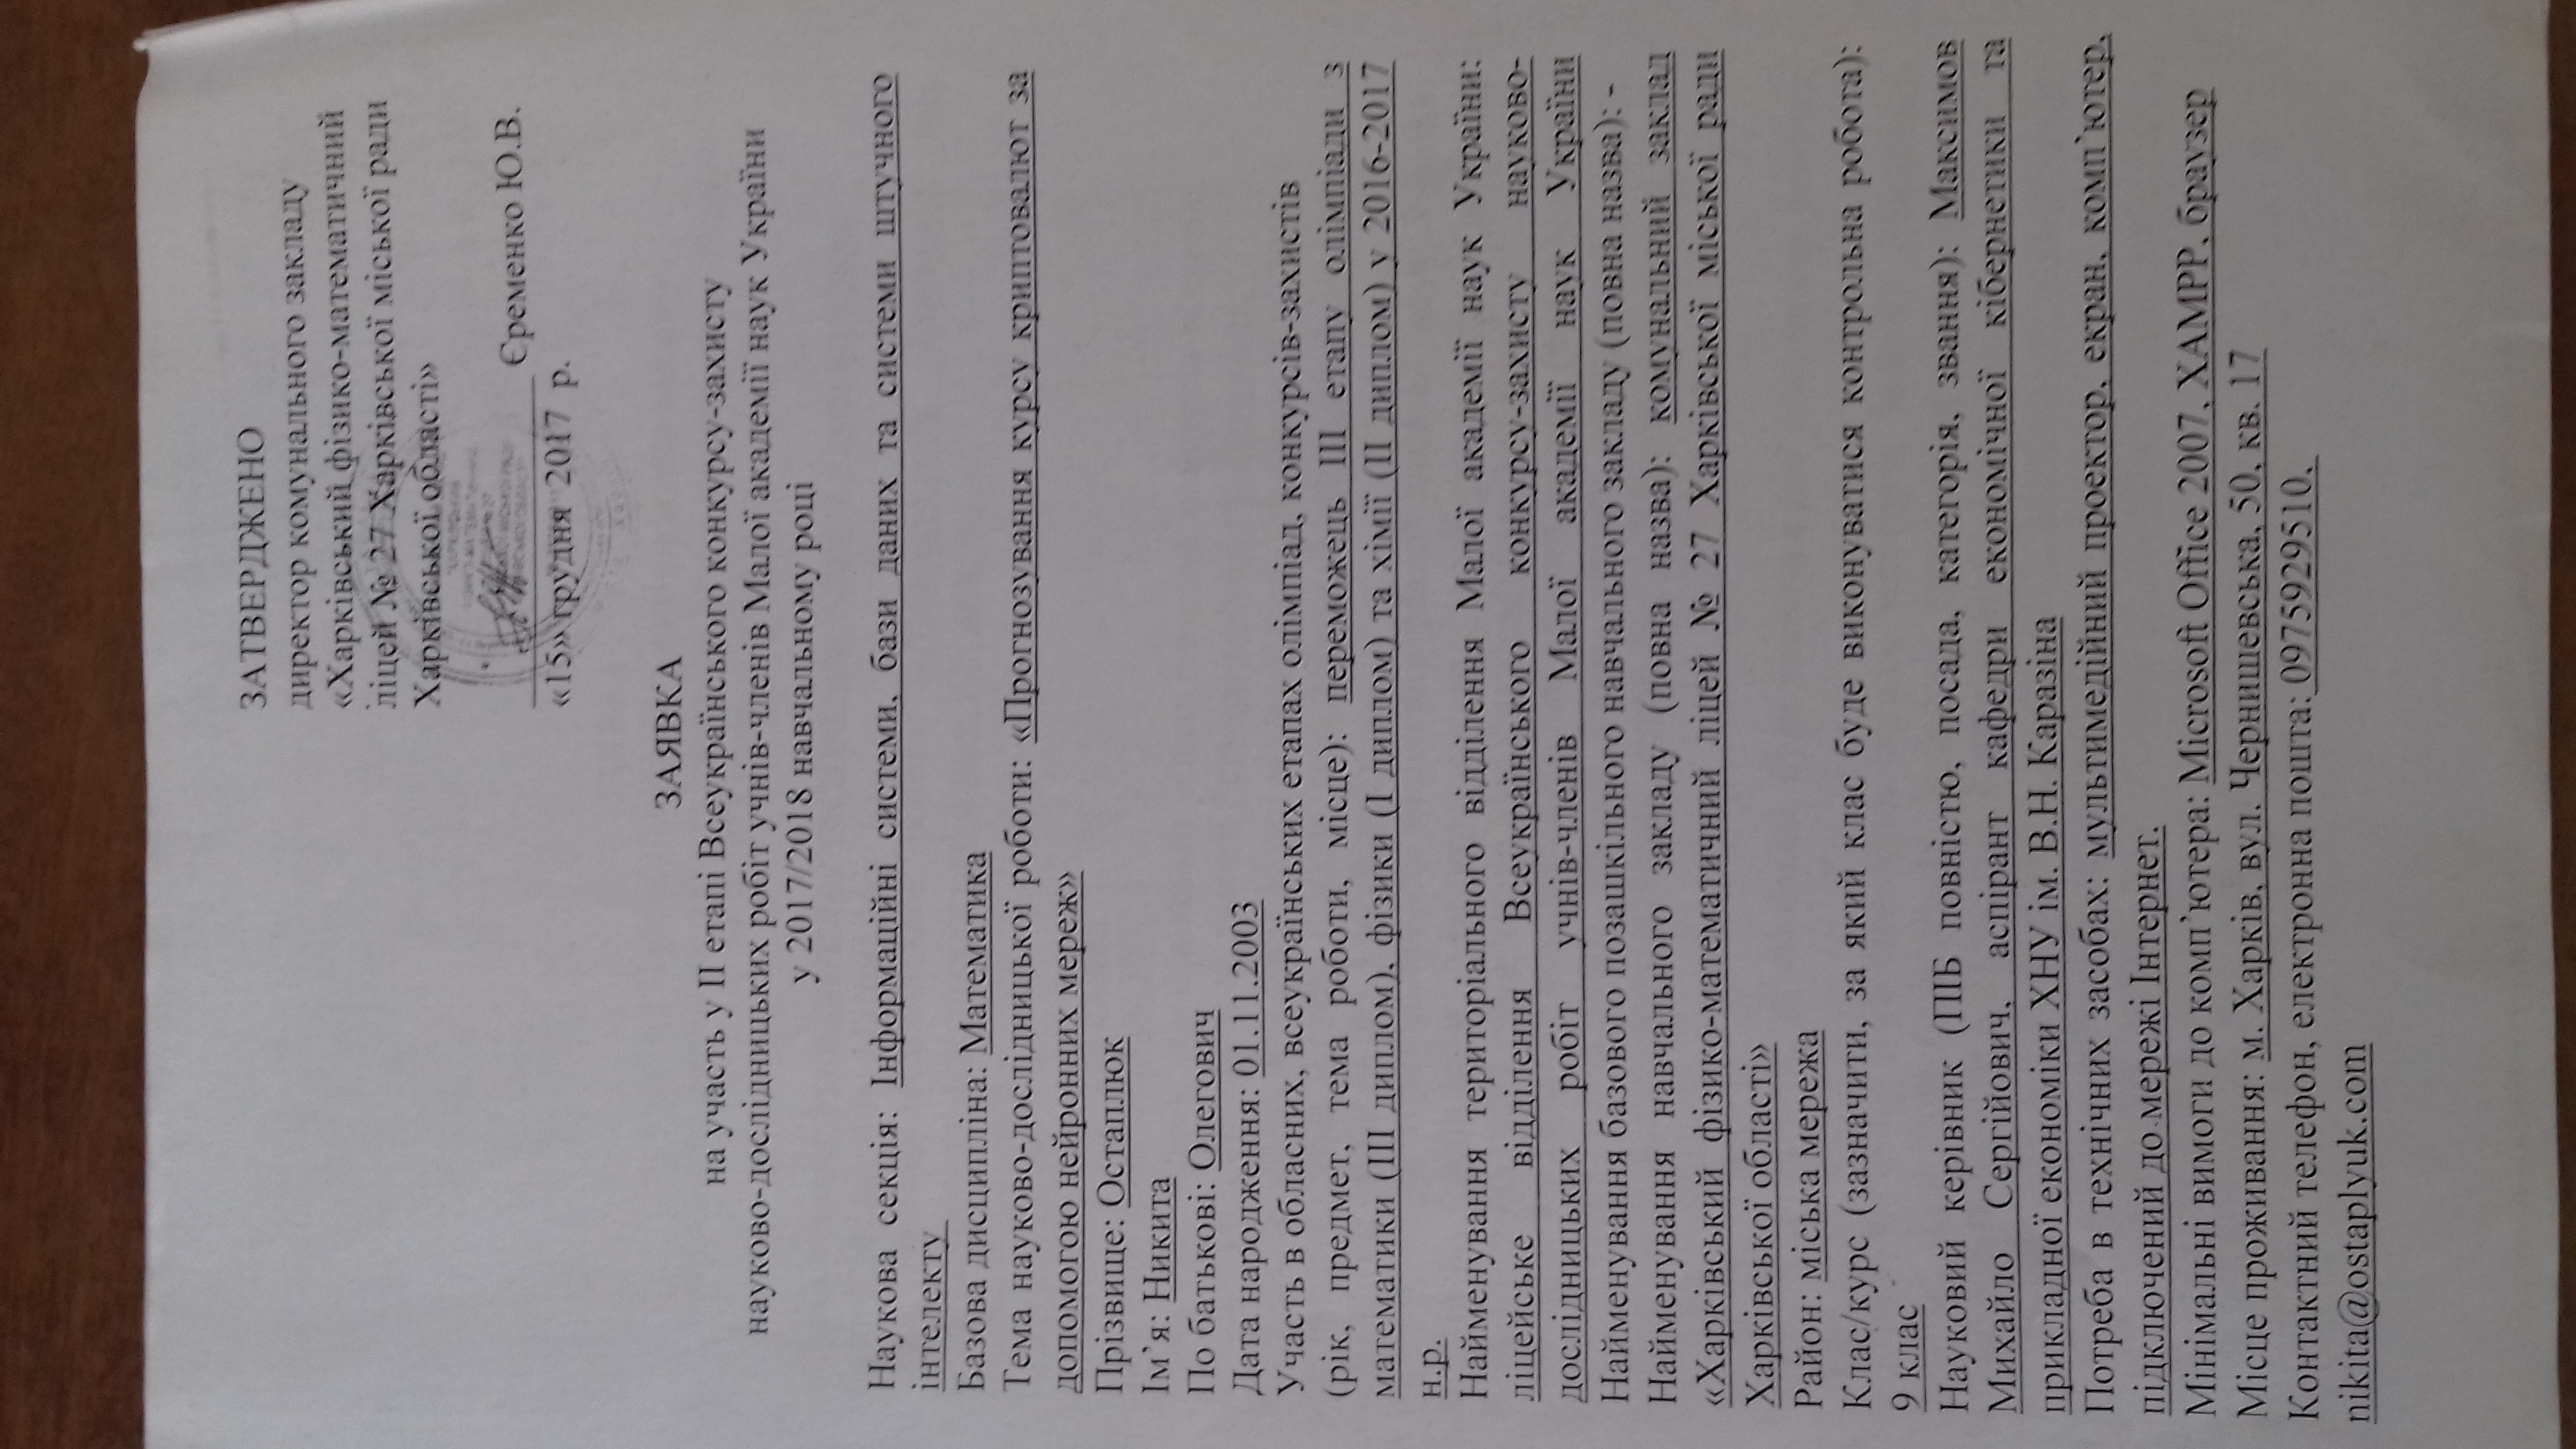 ЗАТВЕРДЖЕНО
директор комунального закладу
«Харківський фізико-математичний
ліцей № 27 Харківської міської ради
Харківської області»
Єременко Ю.В.
«15» грудня 2017 р.
ЗАЯВКА
на участь у ІІ етапі Всеукраїнського конкурсу-захисту
науково-дослідницьких робіт учнів-членів Малої академії наук України
у 2017/2018 навчальному році
Наукова секція: Інформаційні системи, бази даних та системи штучного
інтелекту
Базова дисципліна: Математика
Тема науково-дослідницької роботи: «Прогнозування курсу криптовалют за
допомогою нейронних мереж»
Прізвище: Остаплюк
Ім`я: Никита
По батькові: Олегович
Дата народження: 01.11.2003
Участь в обласних, всеукраїнських етапах олімпіад, конкурсів-захистів
(рік, предмет, тема роботи, місце): переможець ІІІ етапу олімпіади з
математики (ІІІ диплом), фізики (І диплом) та хімії (ІІ диплом) у 2016-2017
н.р.
Найменування територіального відділення Малої академії наук України:
ліцейське відділення Всеукраїнського конкурсу-захисту науково-
дослідницьких робіт учнів-членів Малої академії наук України
Найменування базового позашкільного навчального закладу (повна назва): -
Найменування навчального закладу (повна назва): комунальний заклад
«Харківський фізико-математичний ліцей № 27 Харківської міської ради
Харківської області»
Район: міська мережа
Клас/курс (зазначити, за який клас буде виконуватися контрольна робота):
9 клас
Науковий керівник (ПІБ повністю, посада, категорія, звання): Максимов
Михайло Сергійович, аспірант кафедри економічної кібернетики та
прикладної економіки ХНУ ім. В.Н. Каразіна
Потреба в технічних засобах: мультимедійний проектор, екран, комп`ютер,
підключений до мережі Інтернет.
Мінімальні вимоги до комп`ютера: Microsoft Office 2007, XAMPP, браузер
Місце проживання: м. Харків, вул. Чернишевська, 50, кв. 17
Контактний телефон, електронна пошта: 0975929510,
nikita@ostaplyuk.com